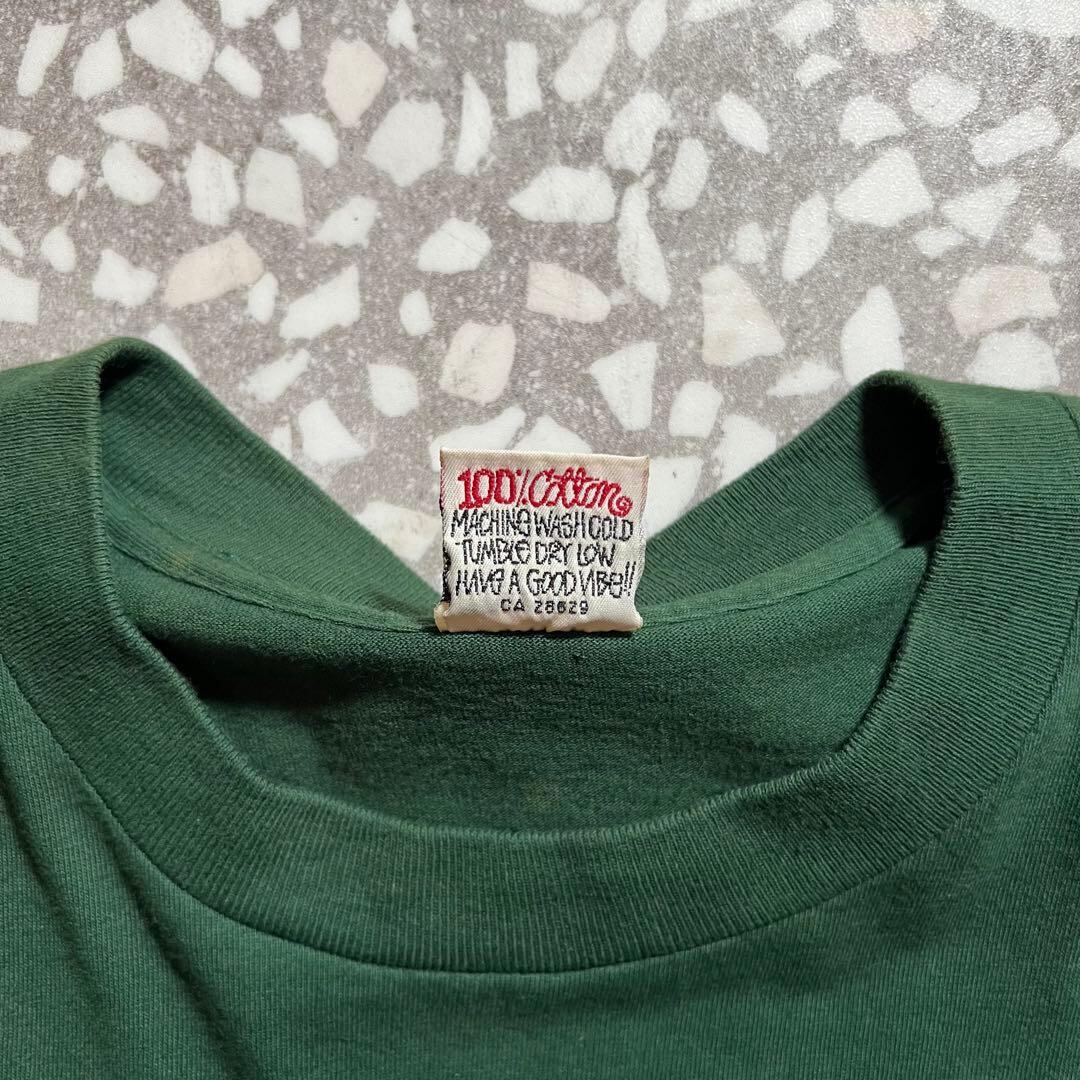 100% Cotton
MACHINE WASH COLD
TUMBLE DRY LOW
HAVE A GOOD VIBE!!
CA 28629